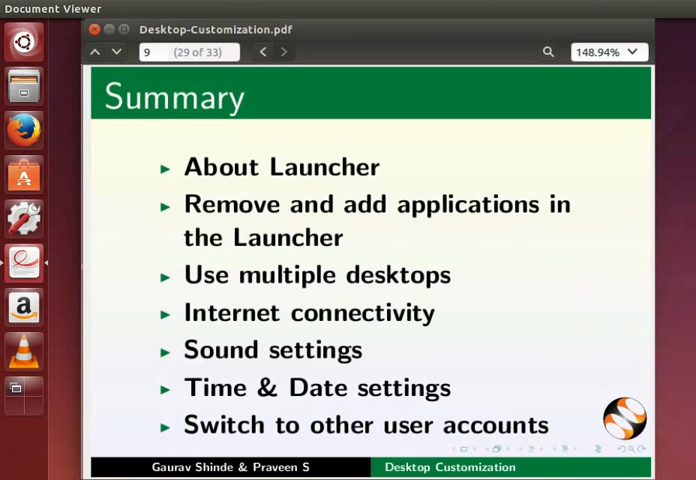 Document Viewer
Desktop-Customization.pdf
9 (29 of 33) 148.94%
Summary
About Launcher
Remove and add applications in
the Launcher
Use multiple desktops
Internet connectivity
Sound settings
Time & Date settings
Switch to other user accounts
Gaurav Shinde & Praveen S Desktop Customization